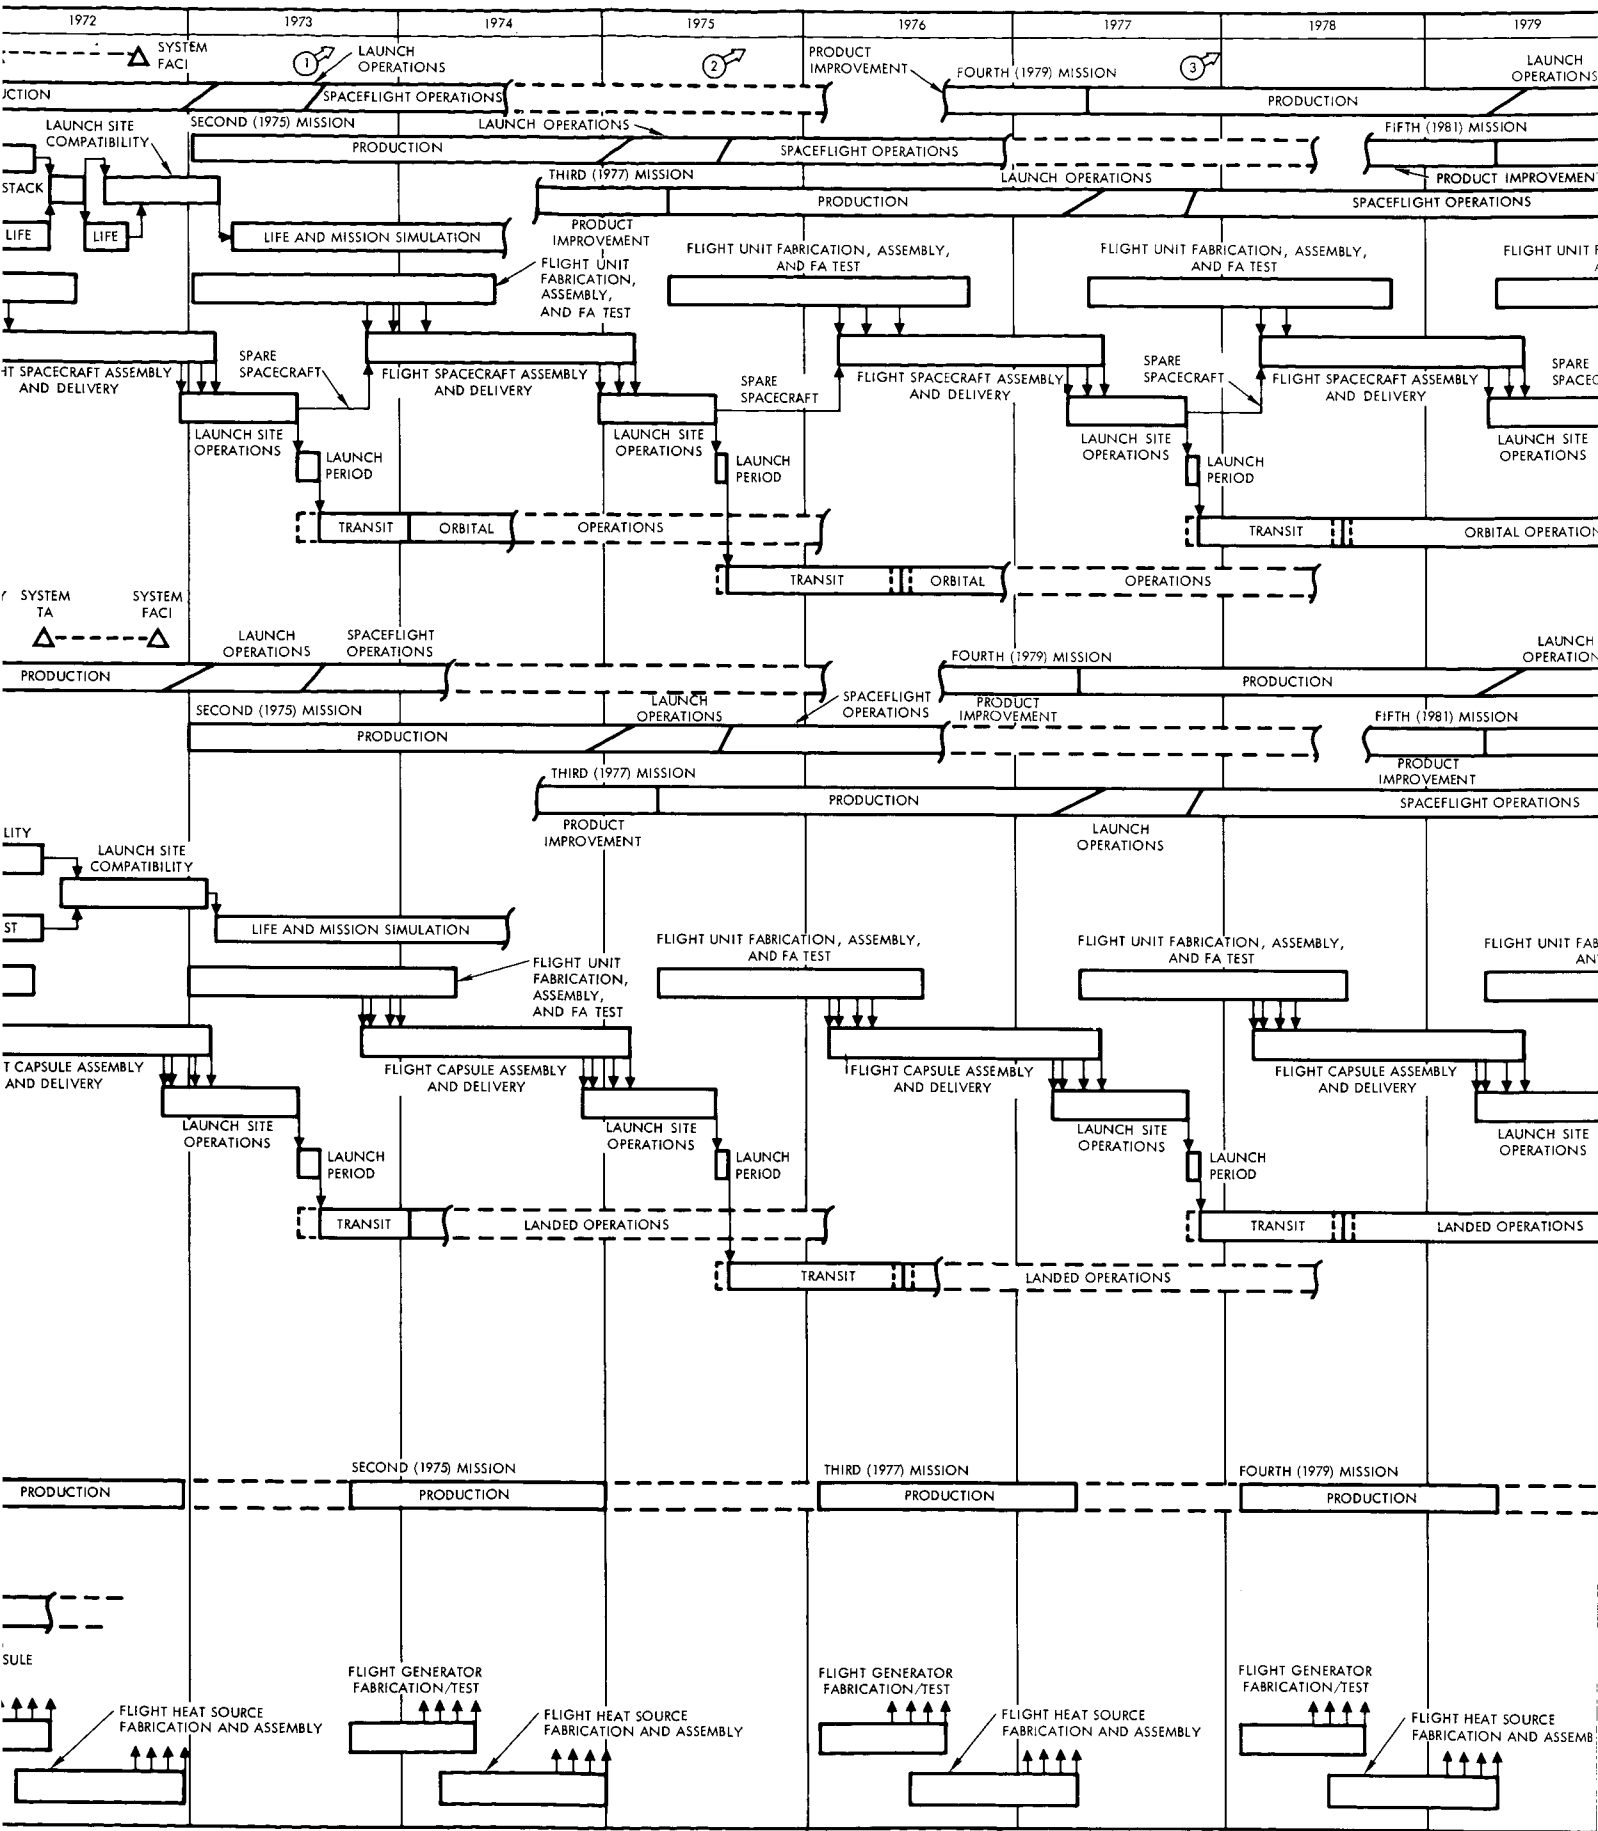 1972 1973 1974 1975 1976 1977 1978 1979
SYSTEM
FACI
1
LAUNCH
OPERATIONS
2
PRODUCT
IMPROVEMENT
FOURTH (1979) MISSION
3
LAUNCH
OPERATIONS
UCTION
SPACEFLIGHT OPERATIONS
PRODUCTION
LAUNCH SITE
COMPATIBILITY
SECOND (1975) MISSION
LAUNCH OPERATIONS
FIFTH (1981) MISSION
PRODUCTION
SPACEFLIGHT OPERATIONS
STACK
THIRD (1977) MISSION
LAUNCH OPERATIONS
PRODUCT IMPROVEMENT
PRODUCTION
SPACEFLIGHT OPERATIONS
LIFE
LIFE
LIFE AND MISSION SIMULATION
PRODUCT
IMPROVEMENT
FLIGHT UNIT FABRICATION, ASSEMBLY,
AND FA TEST
FLIGHT UNIT FABRICATION, ASSEMBLY,
AND FA TEST
FLIGHT UNIT F
A
FLIGHT UNIT
FABRICATION,
ASSEMBLY,
AND FA TEST
HT SPACECRAFT ASSEMBLY
AND DELIVERY
SPARE
SPACECRAFT
FLIGHT SPACECRAFT ASSEMBLY
AND DELIVERY
SPARE
SPACECRAFT
FLIGHT SPACECRAFT ASSEMBLY
AND DELIVERY
SPARE
SPACECRAFT
FLIGHT SPACECRAFT ASSEMBLY
AND DELIVERY
SPARE
SPACEC
LAUNCH SITE
OPERATIONS
LAUNCH SITE
OPERATIONS
LAUNCH SITE
OPERATIONS
LAUNCH SITE
OPERATIONS
LAUNCH
PERIOD
LAUNCH
PERIOD
LAUNCH
PERIOD
TRANSIT ORBITAL OPERATIONS
TRANSIT ORBITAL OPERATION
TRANSIT ORBITAL OPERATIONS
Y SYSTEM
TA
SYSTEM
FACI
LAUNCH
OPERATIONS
SPACEFLIGHT
OPERATIONS
LAUNCH
OPERATION
FOURTH (1979) MISSION
PRODUCTION
PRODUCTION
SECOND (1975) MISSION
LAUNCH
OPERATIONS
SPACEFLIGHT
OPERATIONS
PRODUCT
IMPROVEMENT
FIFTH (1981) MISSION
PRODUCTION
PRODUCT
IMPROVEMENT
THIRD (1977) MISSION
PRODUCTION
SPACEFLIGHT OPERATIONS
PRODUCT
IMPROVEMENT
LAUNCH
OPERATIONS
LITY
LAUNCH SITE
COMPATIBILITY
ST
LIFE AND MISSION SIMULATION
FLIGHT UNIT FABRICATION, ASSEMBLY,
AND FA TEST
FLIGHT UNIT FABRICATION, ASSEMBLY,
AND FA TEST
FLIGHT UNIT FAB
AN
FLIGHT UNIT
FABRICATION,
ASSEMBLY,
AND FA TEST
T CAPSULE ASSEMBLY
AND DELIVERY
FLIGHT CAPSULE ASSEMBLY
AND DELIVERY
FLIGHT CAPSULE ASSEMBLY
AND DELIVERY
FLIGHT CAPSULE ASSEMBLY
AND DELIVERY
LAUNCH SITE
OPERATIONS
LAUNCH SITE
OPERATIONS
LAUNCH SITE
OPERATIONS
LAUNCH SITE
OPERATIONS
LAUNCH
PERIOD
LAUNCH
PERIOD
LAUNCH
PERIOD
TRANSIT LANDED OPERATIONS
TRANSIT LANDED OPERATIONS
TRANSIT LANDED OPERATIONS
SECOND (1975) MISSION
THIRD (1977) MISSION
FOURTH (1979) MISSION
PRODUCTION
PRODUCTION
PRODUCTION
PRODUCTION
SULE
FLIGHT GENERATOR
FABRICATION/TEST
FLIGHT GENERATOR
FABRICATION/TEST
FLIGHT GENERATOR
FABRICATION/TEST
FLIGHT HEAT SOURCE
FABRICATION AND ASSEMBLY
FLIGHT HEAT SOURCE
FABRICATION AND ASSEMBLY
FLIGHT HEAT SOURCE
FABRICATION AND ASSEMBLY
FLIGHT HEAT SOURCE
FABRICATION AND ASSEMB